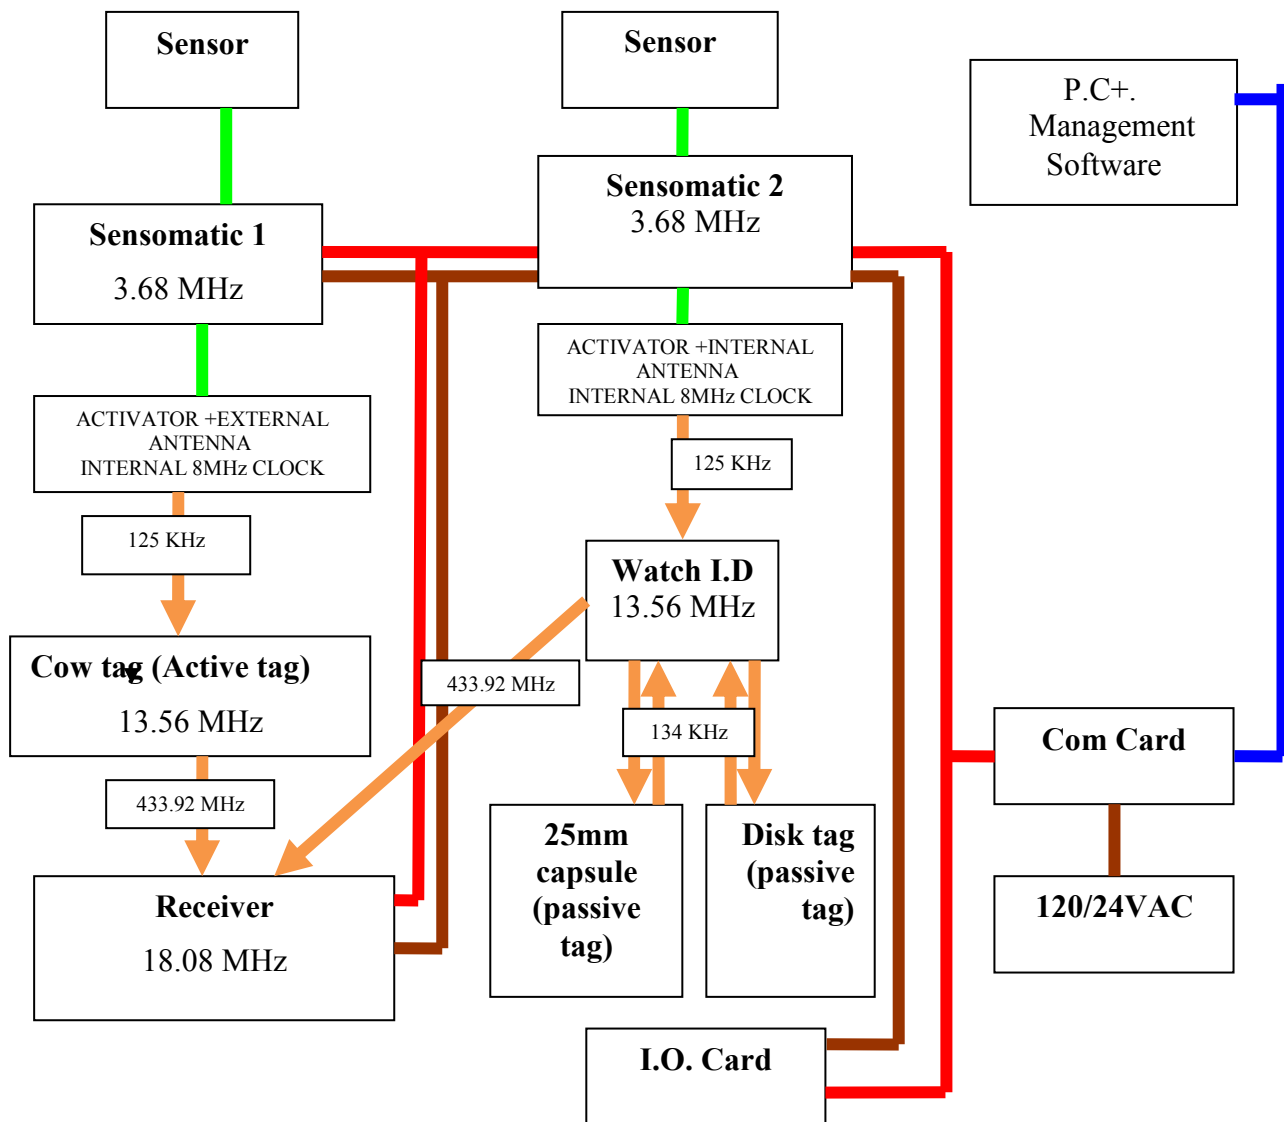 Sensor
Sensor
P.C+.
Management
Software
Sensomatic 2
3.68 MHz
Sensomatic 1
3.68 MHz
ACTIVATOR +INTERNAL
ANTENNA
INTERNAL 8MHz CLOCK
ACTIVATOR +EXTERNAL
ANTENNA
INTERNAL 8MHz CLOCK
125 KHz
125 KHz
Watch I.D
13.56 MHz
Cow tag (Active tag)
13.56 MHz
433.92 MHz
134 KHz
Com Card
433.92 MHz
25mm
capsule
(passive
tag)
Disk tag
(passive
tag)
Receiver
18.08 MHz
120/24VAC
I.O. Card